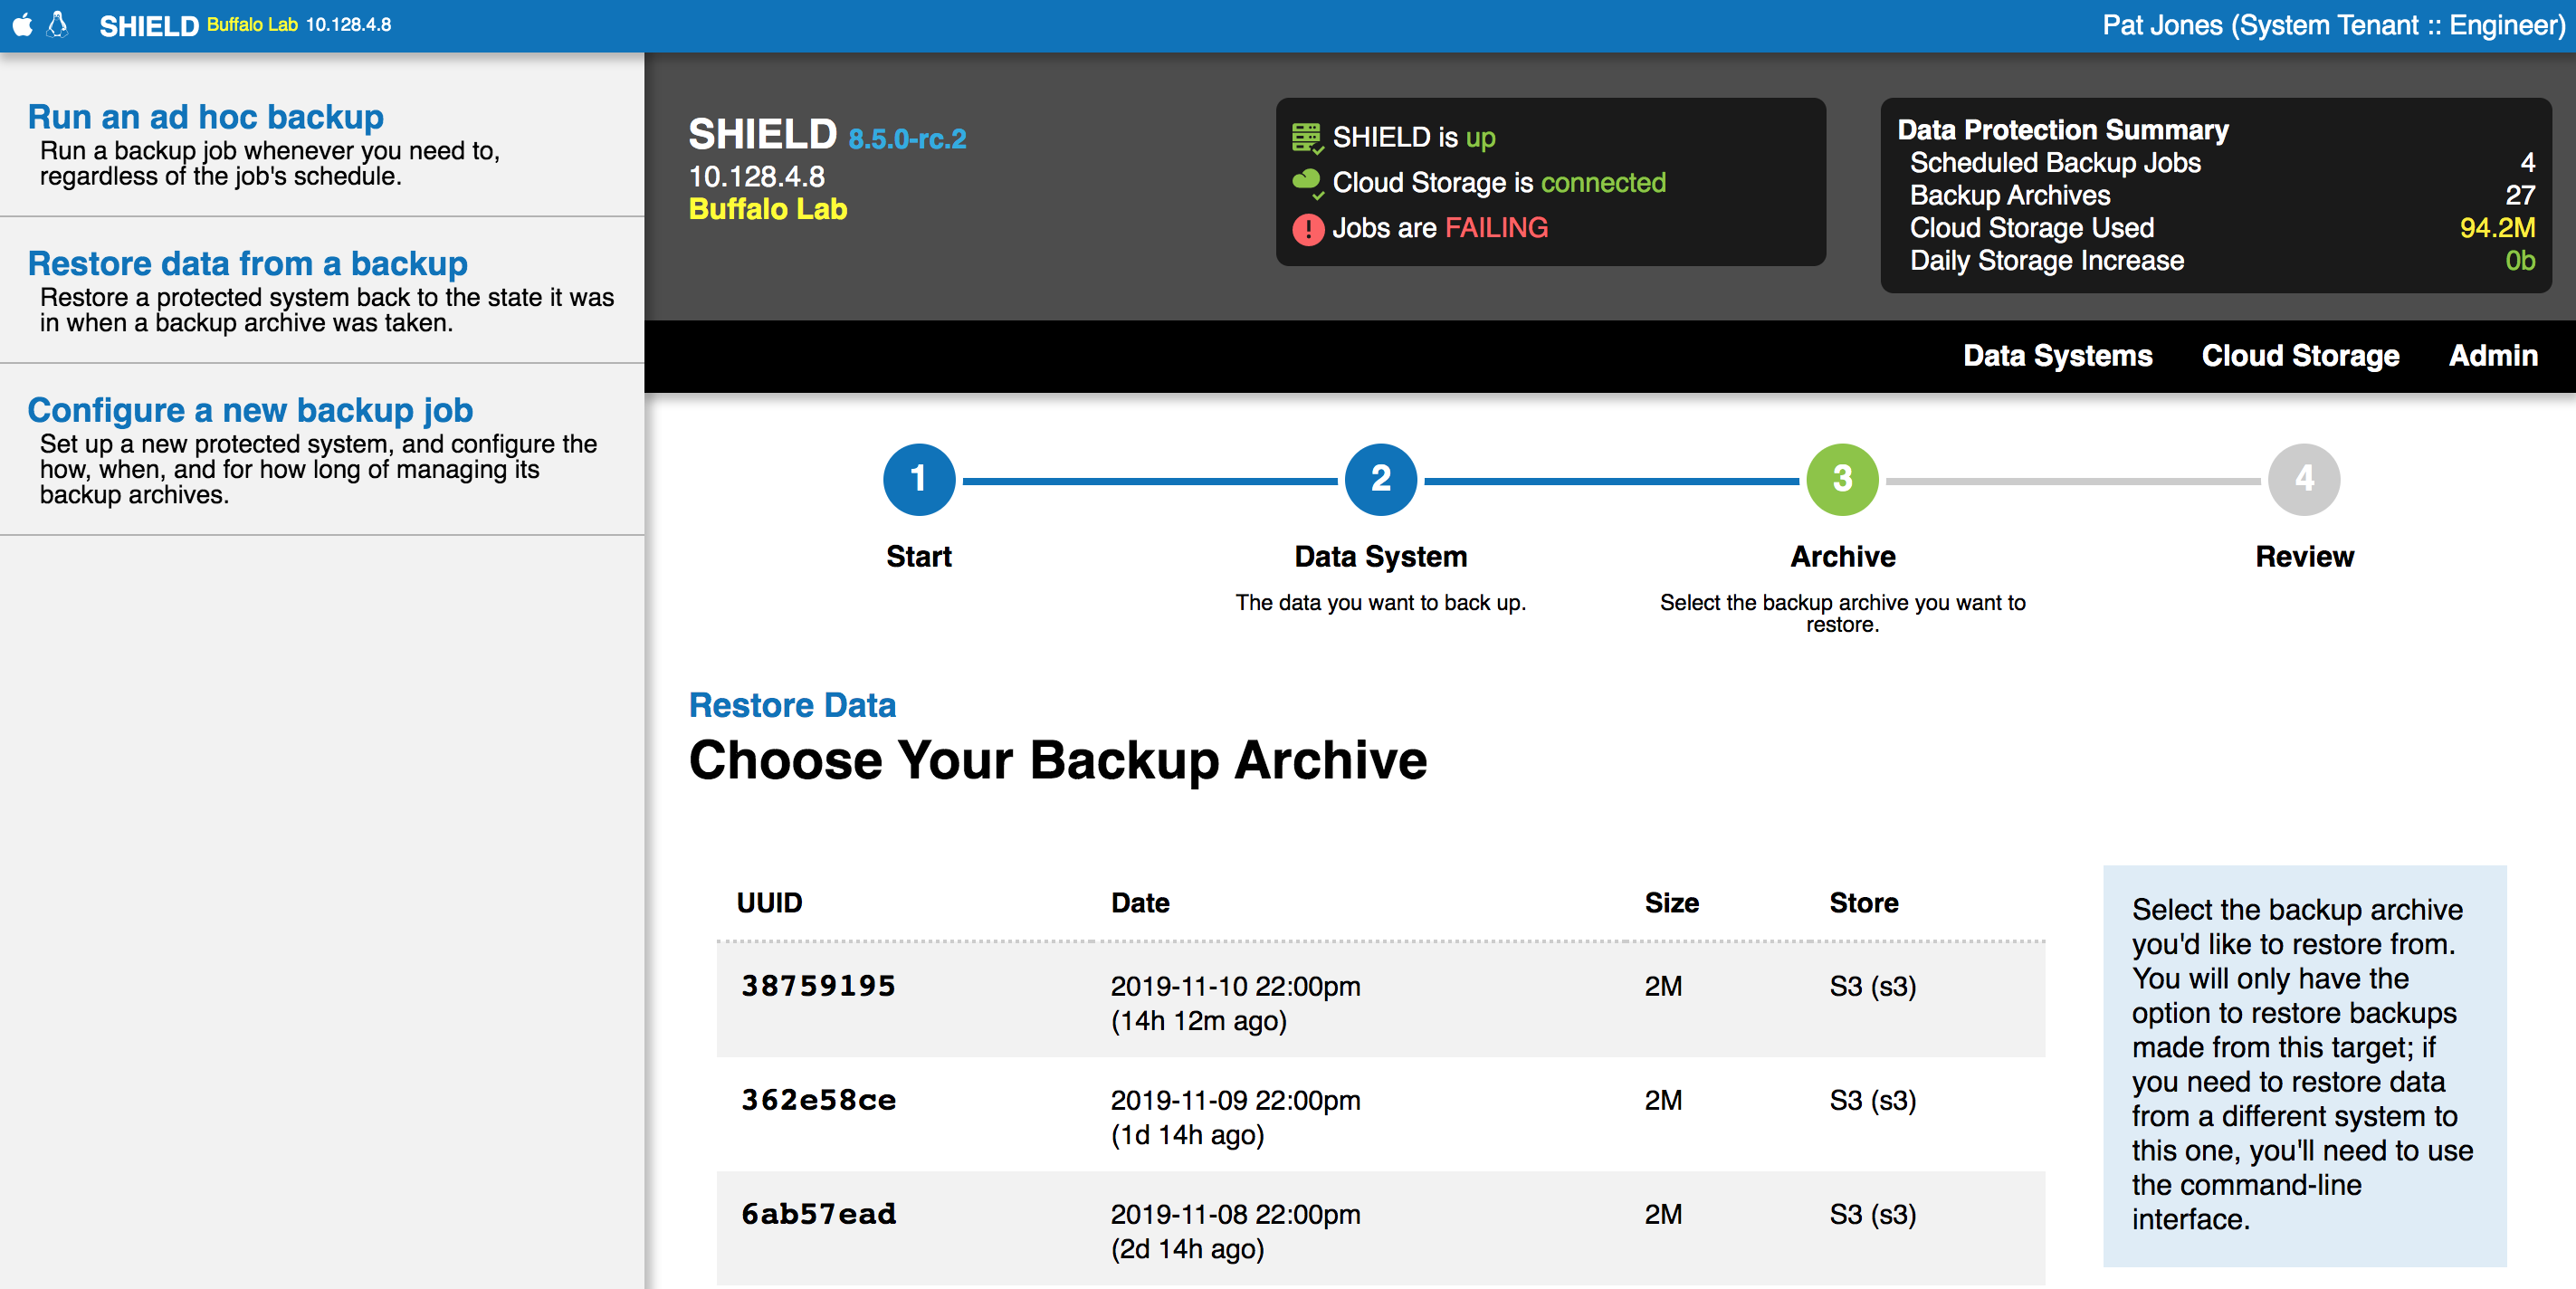 SHIELD Buffalo Lab 10.128.4.8
Pat Jones (System Tenant :: Engineer)
Run an ad hoc backup
Run a backup job whenever you need to,
regardless of the job's schedule.
Restore data from a backup
Restore a protected system back to the state it was
in when a backup archive was taken.
Configure a new backup job
Set up a new protected system, and configure the
how, when, and for how long of managing its
backup archives.
SHIELD 8.5.0-rc.2
10.128.4.8
Buffalo Lab
SHIELD is up
Cloud Storage is connected
Jobs are FAILING
Data Protection Summary
Scheduled Backup Jobs 4
Backup Archives 27
Cloud Storage Used 94.2M
Daily Storage Increase 0b
Data Systems Cloud Storage Admin
1 2 3 4
Start Data System Archive Review
The data you want to back up.
Select the backup archive you want to
restore.
Restore Data
Choose Your Backup Archive
UUID Date Size Store
38759195 2019-11-10 22:00pm 2M S3 (s3)
(14h 12m ago)
362e58ce 2019-11-09 22:00pm 2M S3 (s3)
(1d 14h ago)
6ab57ead 2019-11-08 22:00pm 2M S3 (s3)
(2d 14h ago)
Select the backup archive
you'd like to restore from.
You will only have the
option to restore backups
made from this target; if
you need to restore data
from a different system to
this one, you'll need to use
the command-line
interface.